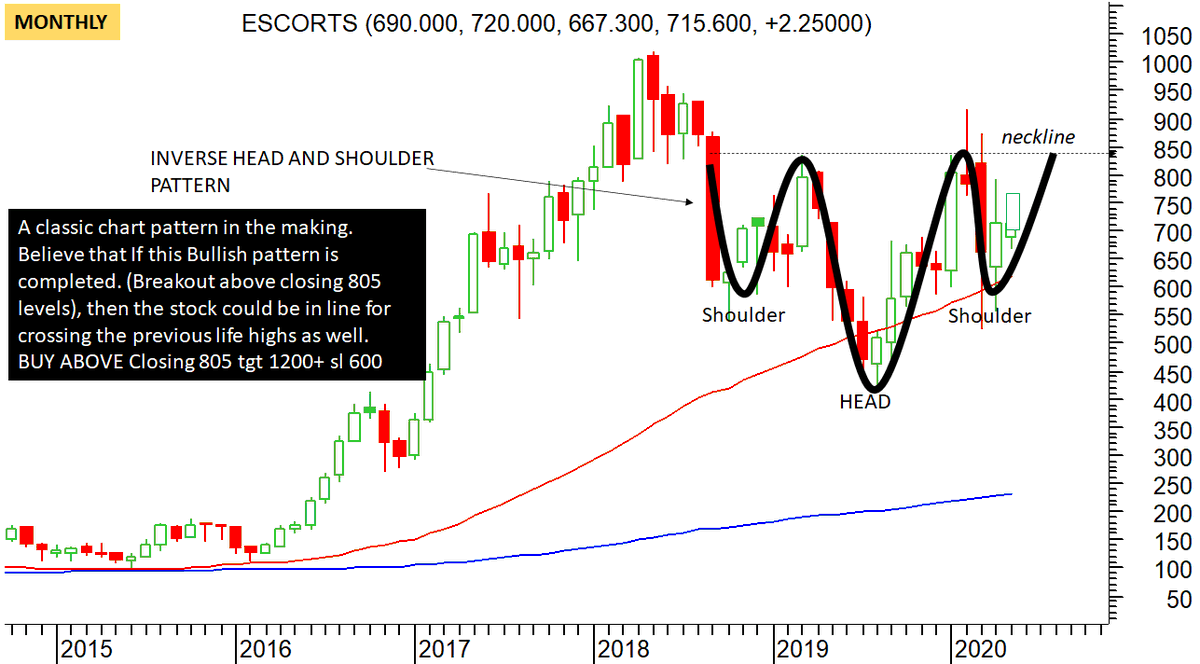 MONTHLY
ESCORTS (690.000, 720.000, 667.300, 715.600, +2.25000)
1050
1000
950
900
850
800
750
700
650
600
550
500
450
400
350
300
250
200
150
100
50
neckline
INVERSE HEAD AND SHOULDER
PATTERN
A classic chart pattern in the making.
Believe that If this Bullish pattern is
completed. (Breakout above closing 805
levels), then the stock could be in line for
crossing the previous life highs as well.
BUY ABOVE Closing 805 tgt 1200+ sl 600
Shoulder
Shoulder
HEAD
2015
2016
2017
2018
2019
2020